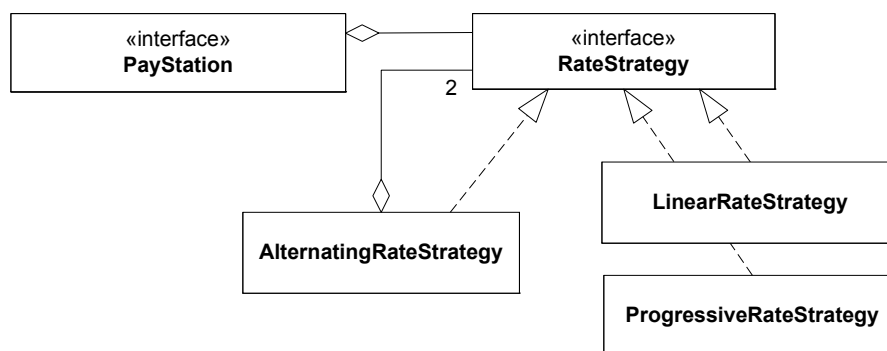 «interface»
PayStation
«interface»
RateStrategy
2
AlternatingRateStrategy
LinearRateStrategy
ProgressiveRateStrategy